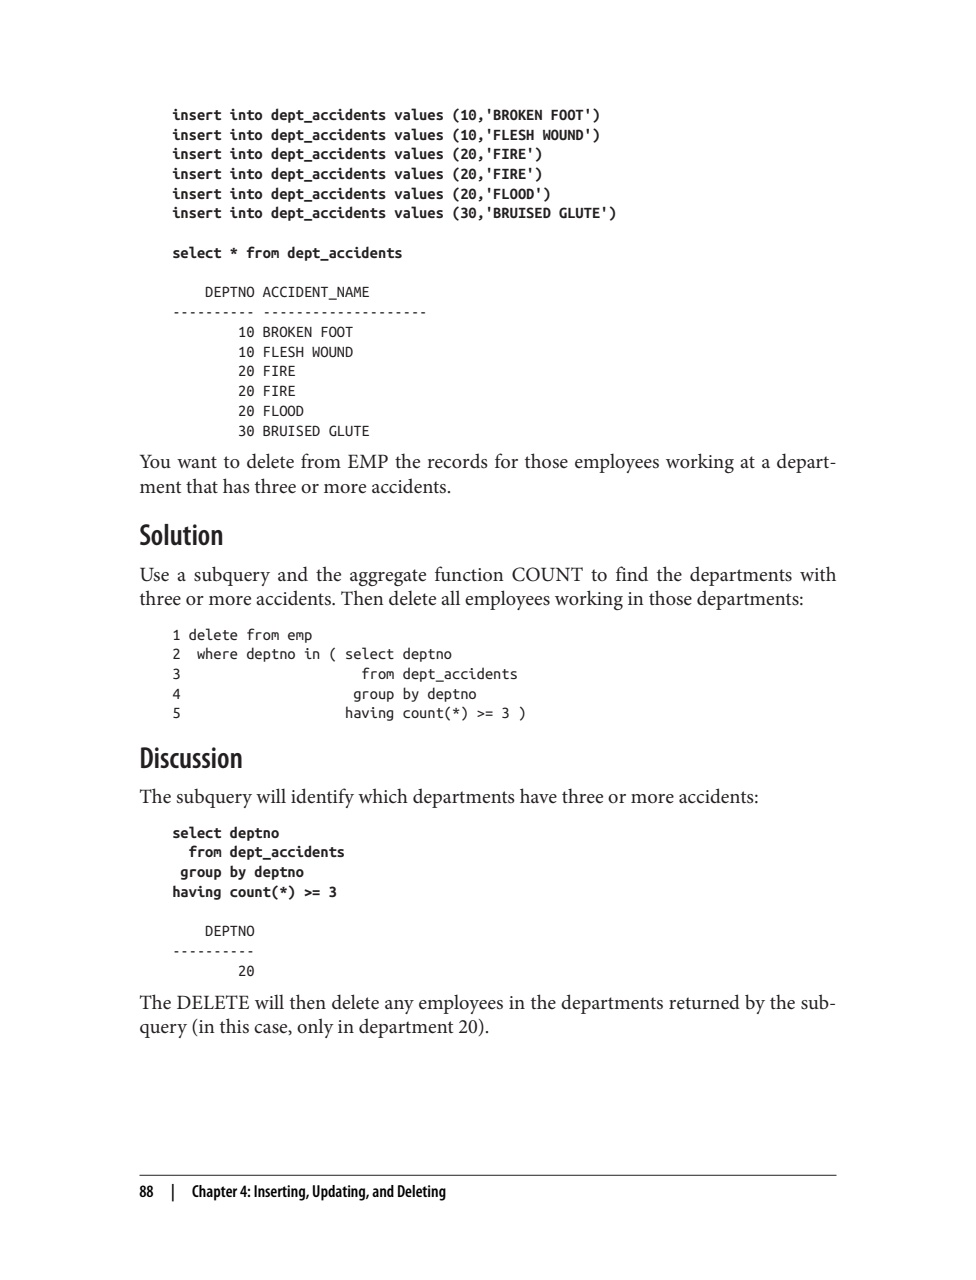 insert into dept_accidents values (10,'BROKEN FOOT')
insert into dept_accidents values (10,'FLESH WOUND')
insert into dept_accidents values (20,'FIRE')
insert into dept_accidents values (20,'FIRE')
insert into dept_accidents values (20,'FLOOD')
insert into dept_accidents values (30,'BRUISED GLUTE')
select * from dept_accidents
    DEPTNO ACCIDENT_NAME
---------- --------------------
        10 BROKEN FOOT
        10 FLESH WOUND
        20 FIRE
        20 FIRE
        20 FLOOD
        30 BRUISED GLUTE
You want to delete from EMP the records for those employees working at a depart-
ment that has three or more accidents.
Solution
Use a subquery and the aggregate function COUNT to find the departments with
three or more accidents. Then delete all employees working in those departments:
1 delete from emp
2  where deptno in ( select deptno
3                      from dept_accidents
4                     group by deptno
5                    having count(*) >= 3 )
Discussion
The subquery will identify which departments have three or more accidents:
select deptno
  from dept_accidents
 group by deptno
having count(*) >= 3
    DEPTNO
----------
        20
The DELETE will then delete any employees in the departments returned by the sub-
query (in this case, only in department 20).
88 | Chapter 4: Inserting, Updating, and Deleting